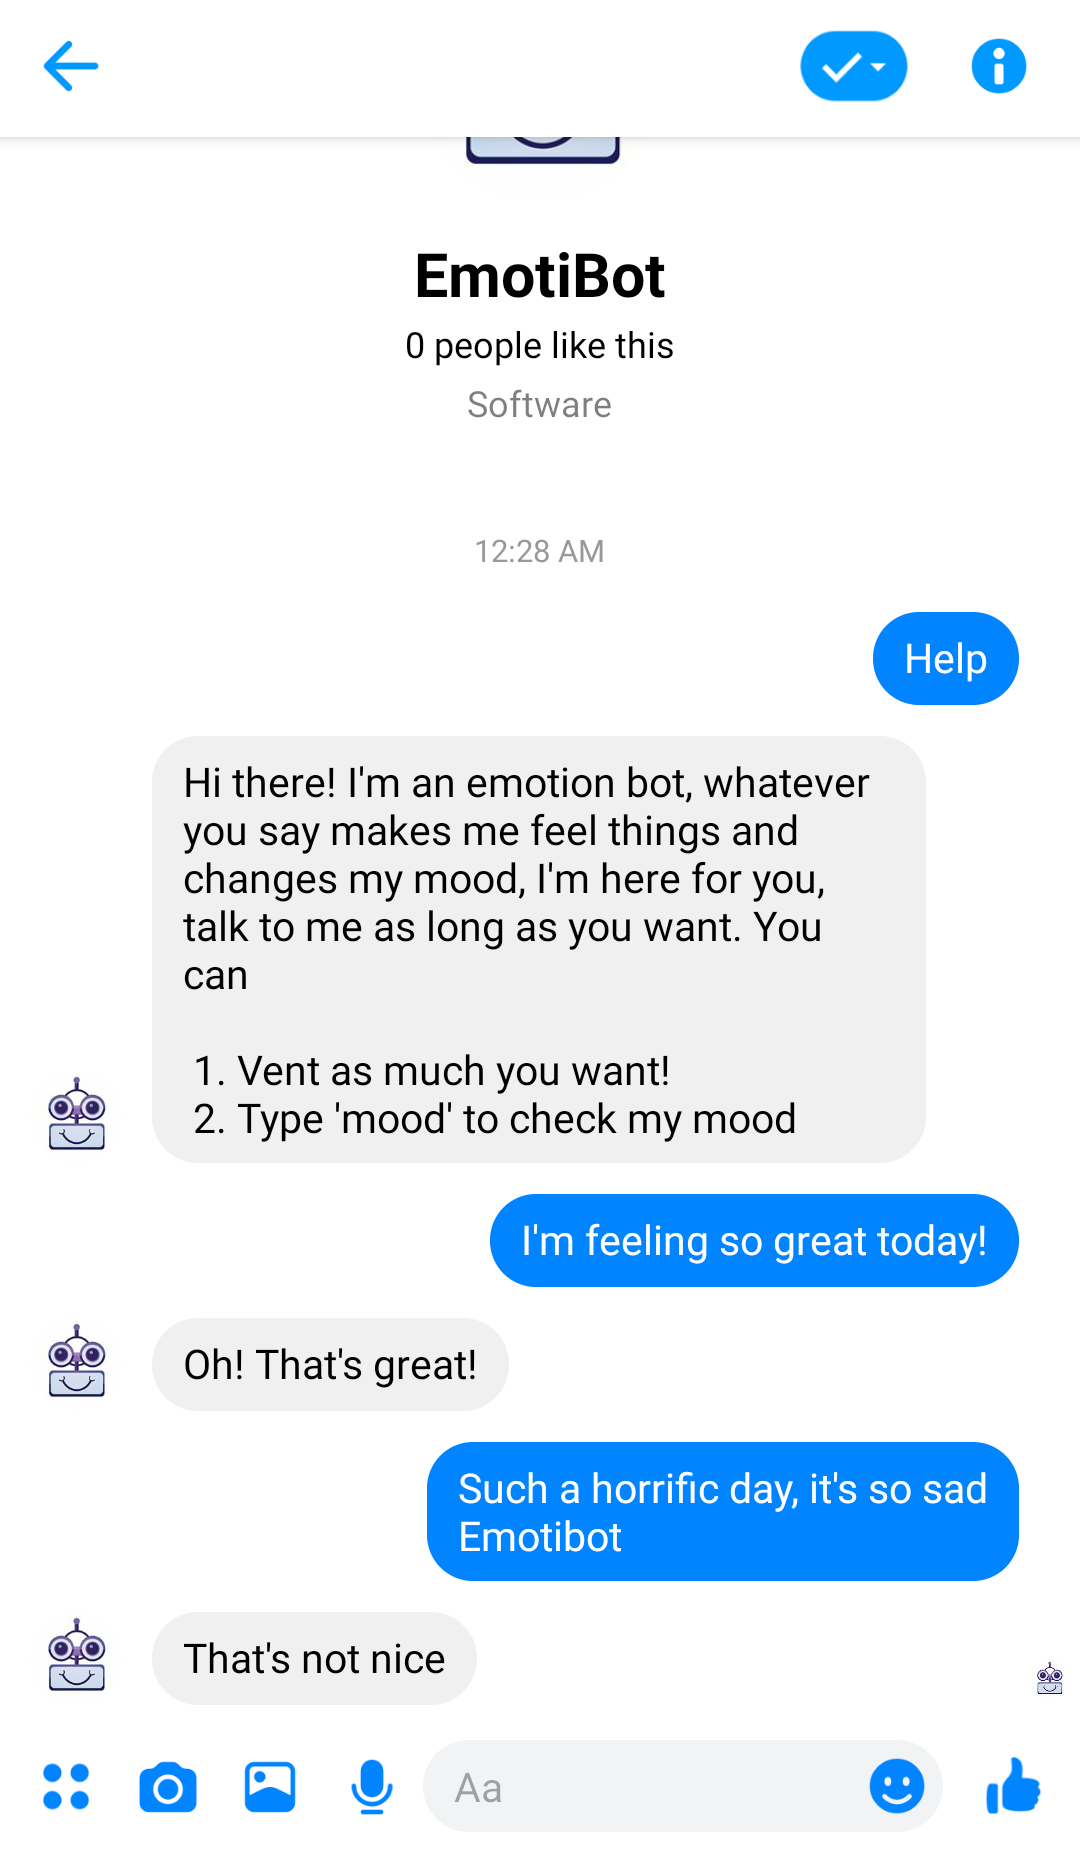 EmotiBot
0 people like this
Software
12:28 AM
Help
Hi there! I'm an emotion bot, whatever
you say makes me feel things and
changes my mood, I'm here for you,
talk to me as long as you want. You
can
1. Vent as much you want!
2. Type 'mood' to check my mood
I'm feeling so great today!
Oh! That's great!
Such a horrific day, it's so sad
Emotibot
That's not nice
Aa